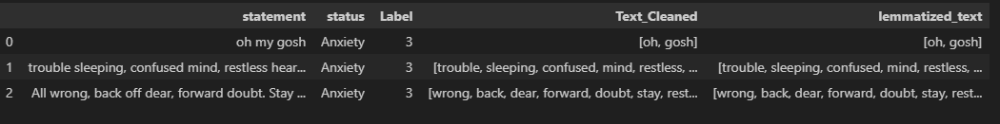 statement status Label Text_Cleaned lemmatized_text
0 oh my gosh Anxiety 3 [oh, gosh] [oh, gosh]
1 trouble sleeping, confused mind, restless hear... Anxiety 3 [trouble, sleeping, confused, mind, restless, ... [trouble, sleeping, confused, mind, restless, ...
2 All wrong, back off dear, forward doubt. Stay ... Anxiety 3 [wrong, back, dear, forward, doubt, stay, rest... [wrong, back, dear, forward, doubt, stay, rest...